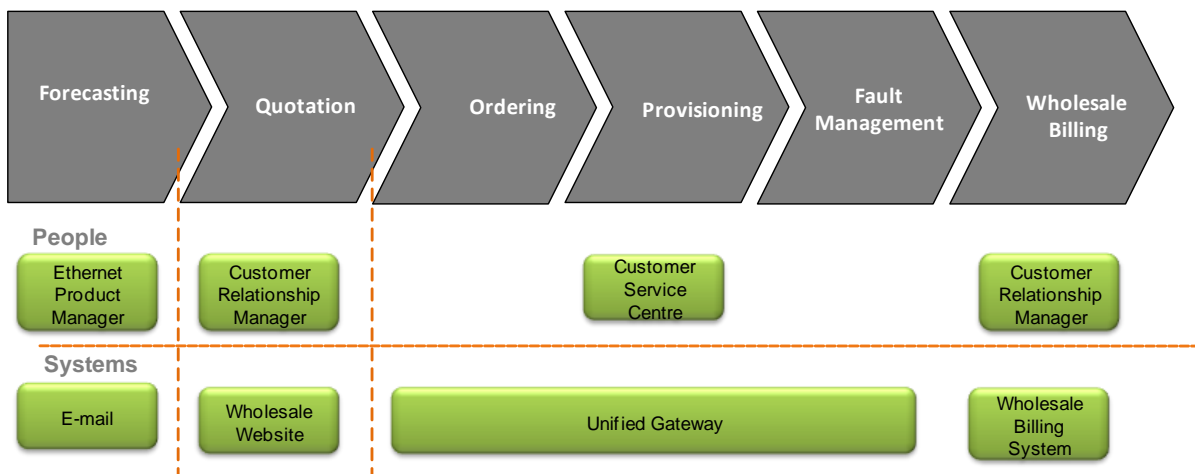 Forecasting
Quotation
Ordering
Provisioning
Fault
Management
Wholesale
Billing
People
Ethernet
Product
Manager
Customer
Relationship
Manager
Customer
Service
Centre
Customer
Relationship
Manager
Systems
E-mail
Wholesale
Website
Unified Gateway
Wholesale
Billing
System